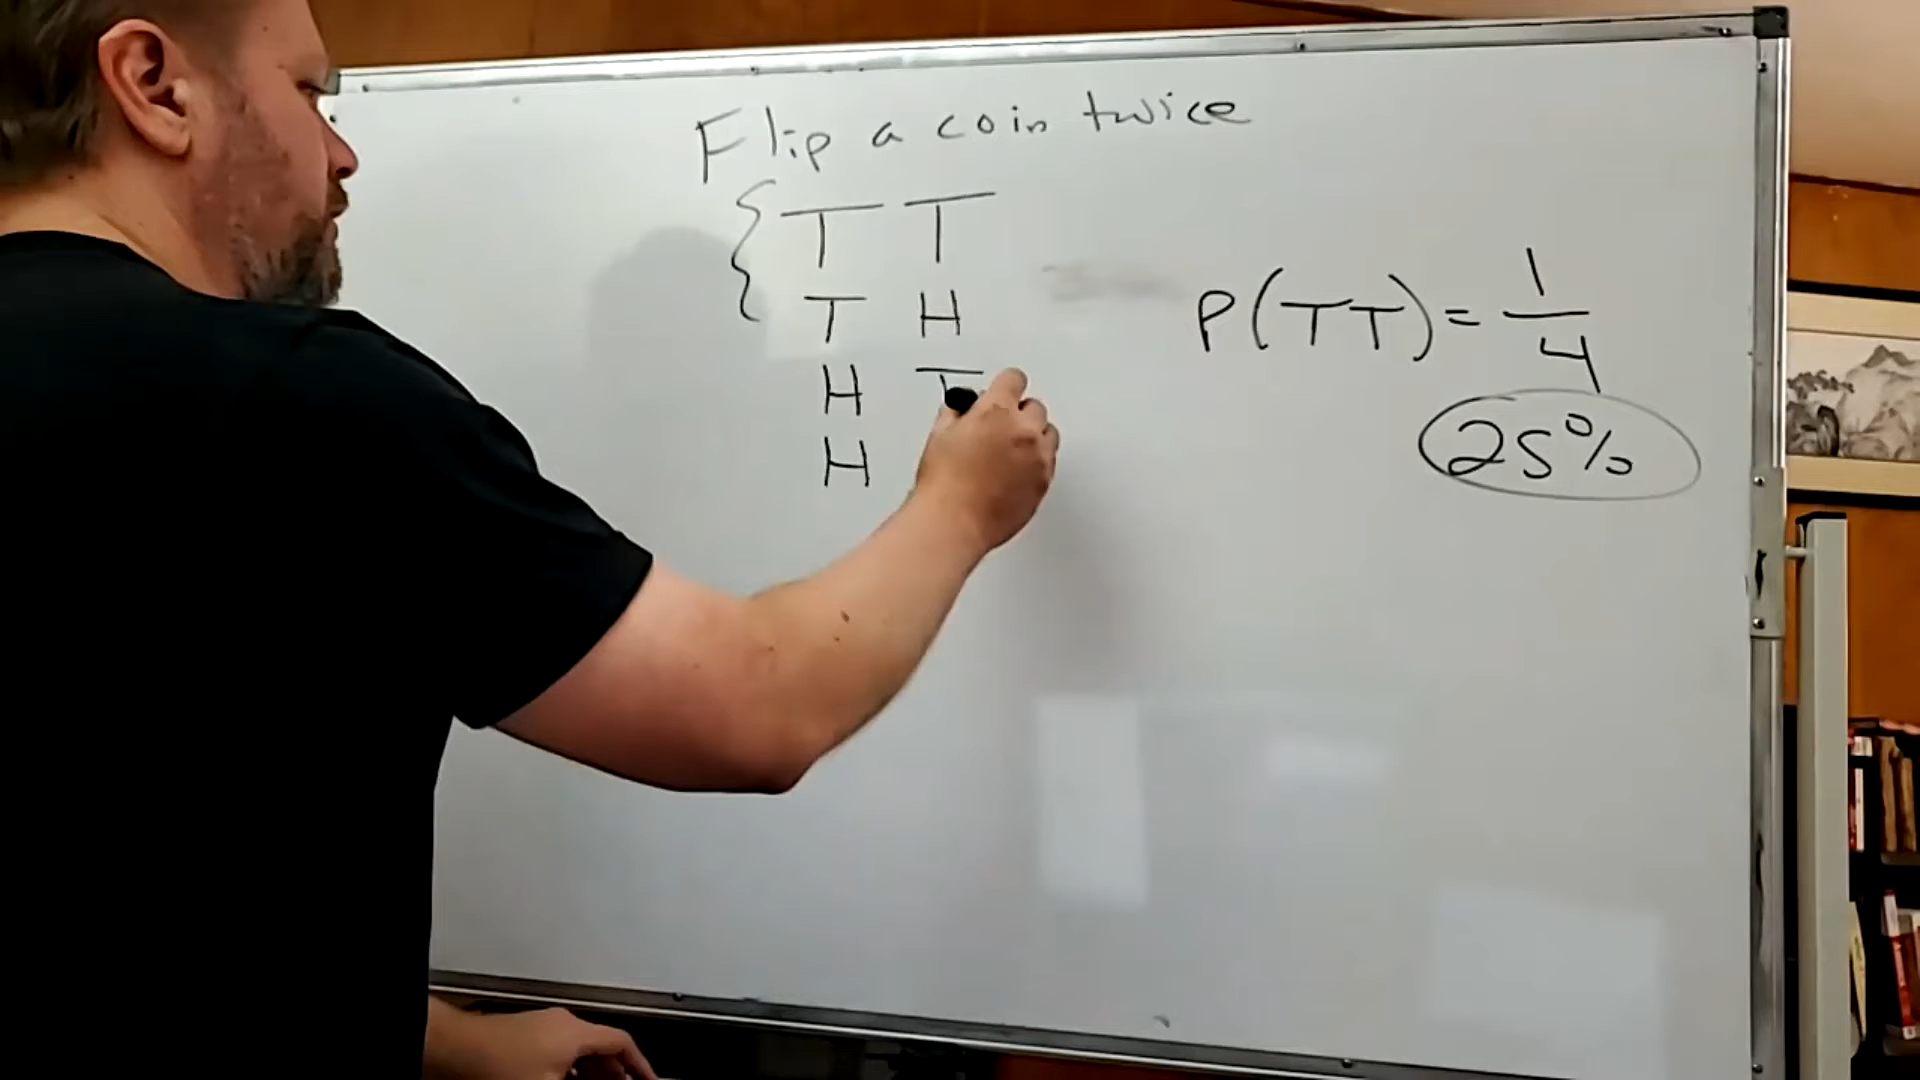 Flip a coin twice
{ T T
T H
H T
H
P(TT) = 1/4
25%